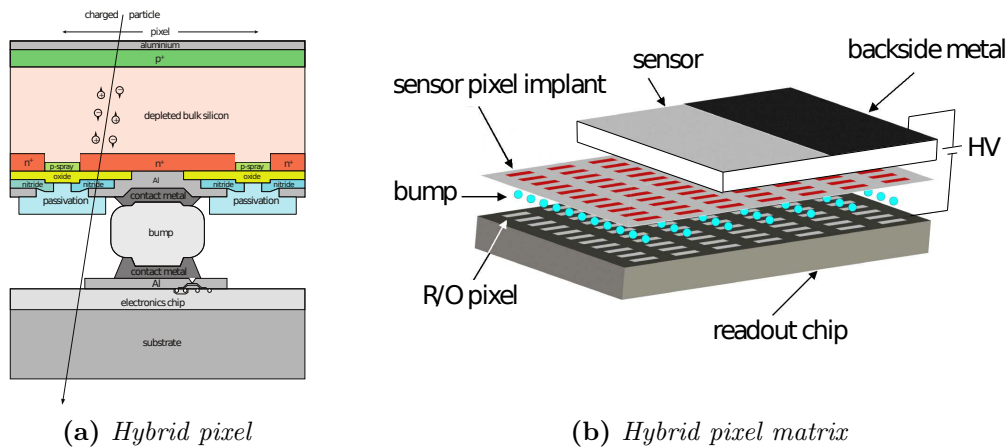 charged particle
pixel
aluminium
p⁺
depleted bulk silicon
n⁺ p-spray n⁺ p-spray n⁺
oxide oxide
nitride nitride Al nitride nitride
passivation contact metal passivation
bump
contact metal
Al
electronics chip
substrate
(a) Hybrid pixel
backside metal
sensor
sensor pixel implant
HV
bump
R/O pixel
readout chip
(b) Hybrid pixel matrix